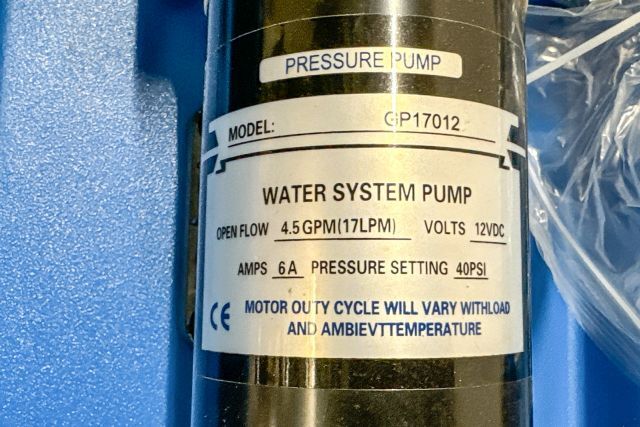 PRESSURE PUMP
MODEL: GP17012
WATER SYSTEM PUMP
OPEN FLOW 4.5GPM(17LPM) VOLTS 12VDC
AMPS 6A PRESSURE SETTING 40PSI
CE MOTOR OUTY CYCLE WILL VARY WITHLOAD
AND AMBIEVTTEMPERATURE